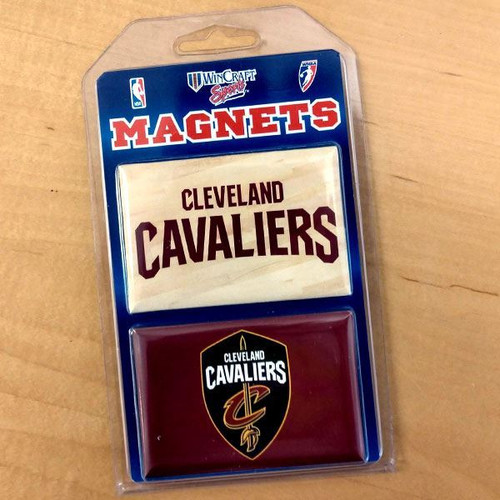 WINCRAFT
Sports
MAGNETS
CLEVELAND
CAVALIERS
CLEVELAND
CAVALIERS
C